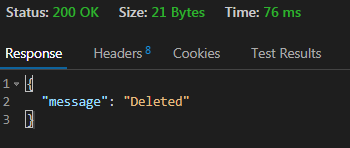 Status: 200 OK Size: 21 Bytes Time: 76 ms
Response Headers 8 Cookies Test Results
1 {
2 "message": "Deleted"
3 }